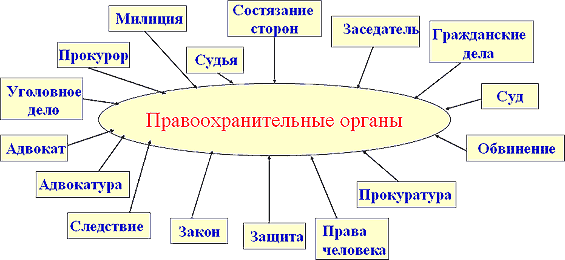 Милиция
Состязание
сторон
Заседатель
Гражданские
дела
Прокурор
Судья
Уголовное
дело
Суд
Правоохранительные органы
Адвокат
Обвинение
Адвокатура
Прокуратура
Следствие
Закон
Защита
Права
человека